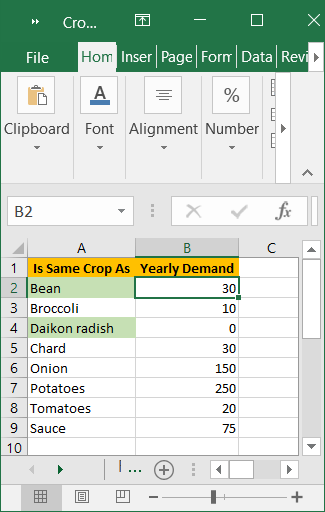 Cro...
File Hom Inser Page Form Data Revi
Clipboard Font Alignment Number
A %
B2 fx
A B C
1 Is Same Crop As Yearly Demand
2 Bean 30
3 Broccoli 10
4 Daikon radish 0
5 Chard 30
6 Onion 150
7 Potatoes 250
8 Tomatoes 20
9 Sauce 75
10
...